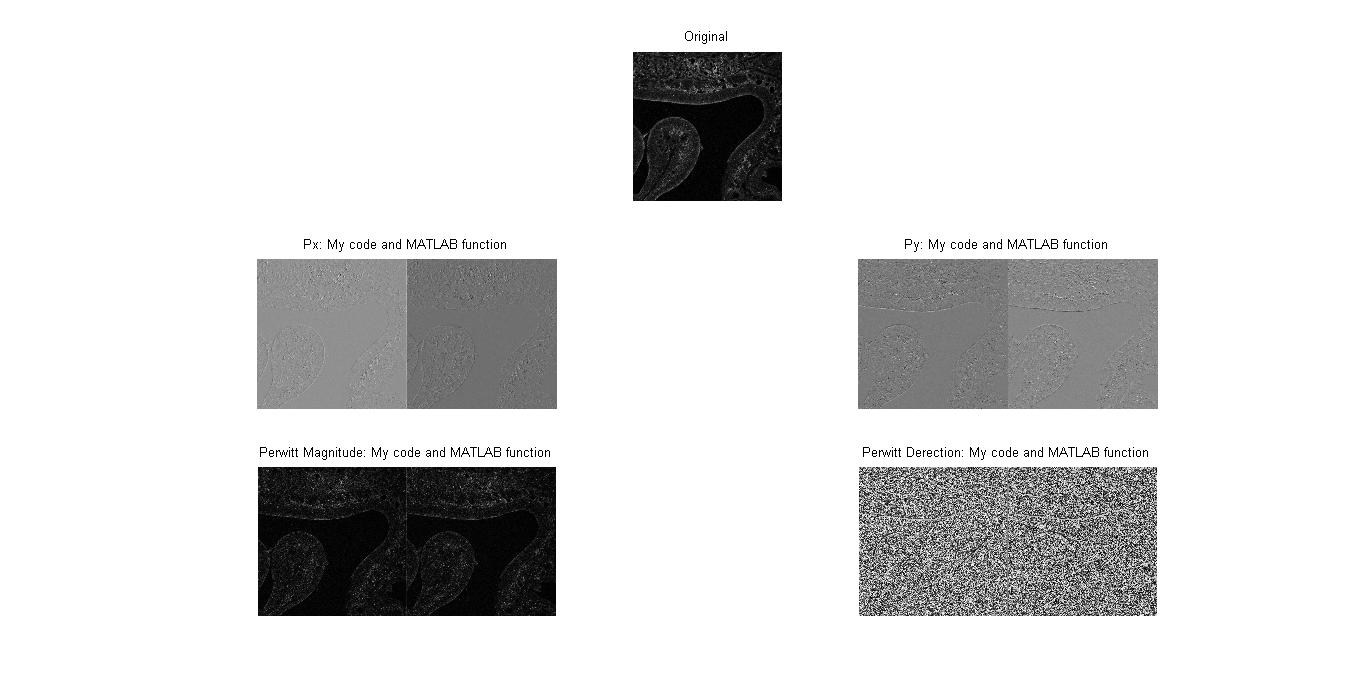 Original
Px: My code and MATLAB function
Py: My code and MATLAB function
Perwitt Magnitude: My code and MATLAB function
Perwitt Derection: My code and MATLAB function